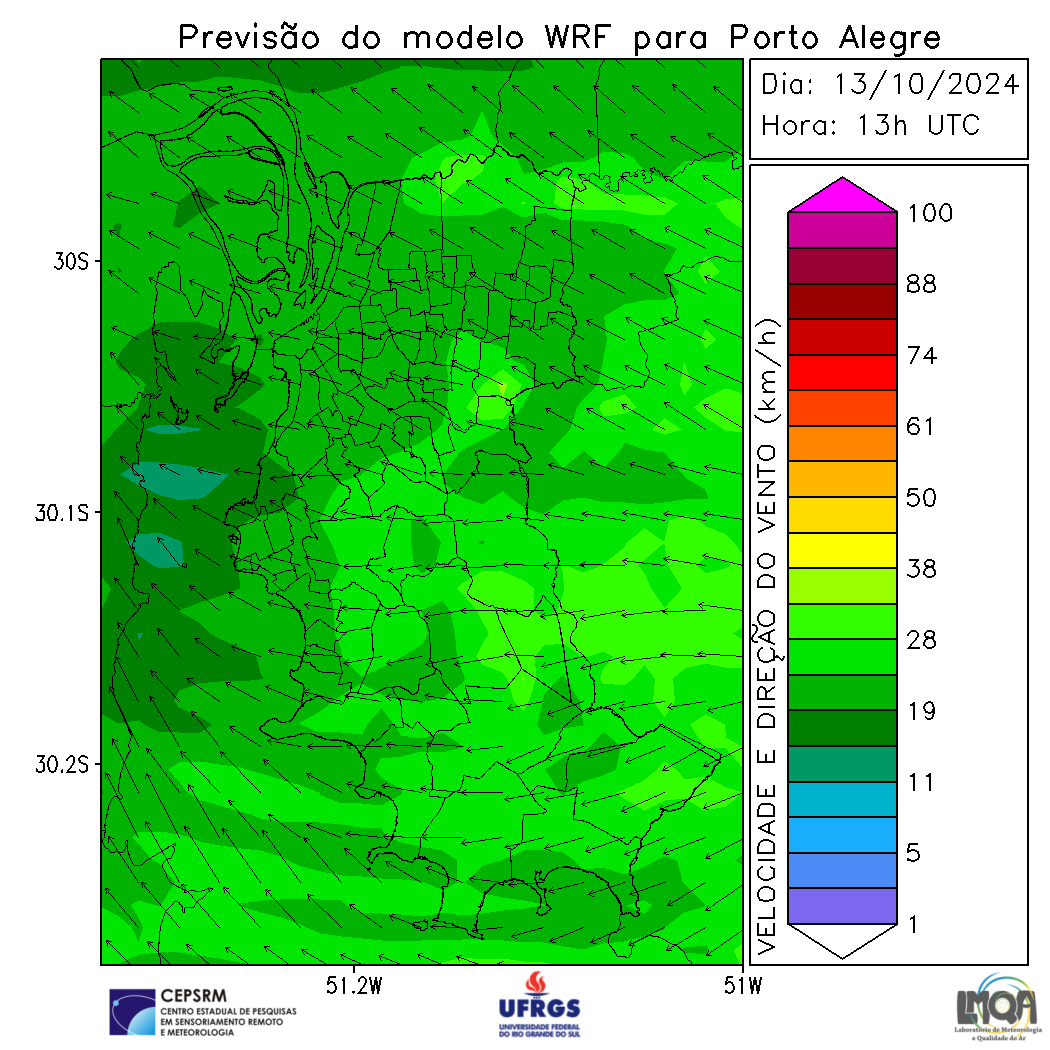 Previsão do modelo WRF para Porto Alegre
Dia: 13/10/2024
Hora: 13h UTC
30S
30.1S
30.2S
51.2W
51W
VELOCIDADE E DIREÇÃO DO VENTO (km/h)
100
88
74
61
50
38
28
19
11
5
1
CEPSRM
CENTRO ESTADUAL DE PESQUISAS
EM SENSORIAMENTO REMOTO
E METEOROLOGIA
UFRGS
UNIVERSIDADE FEDERAL
DO RIO GRANDE DO SUL
LMQA
Laboratório de Meteorologia
e Qualidade do Ar